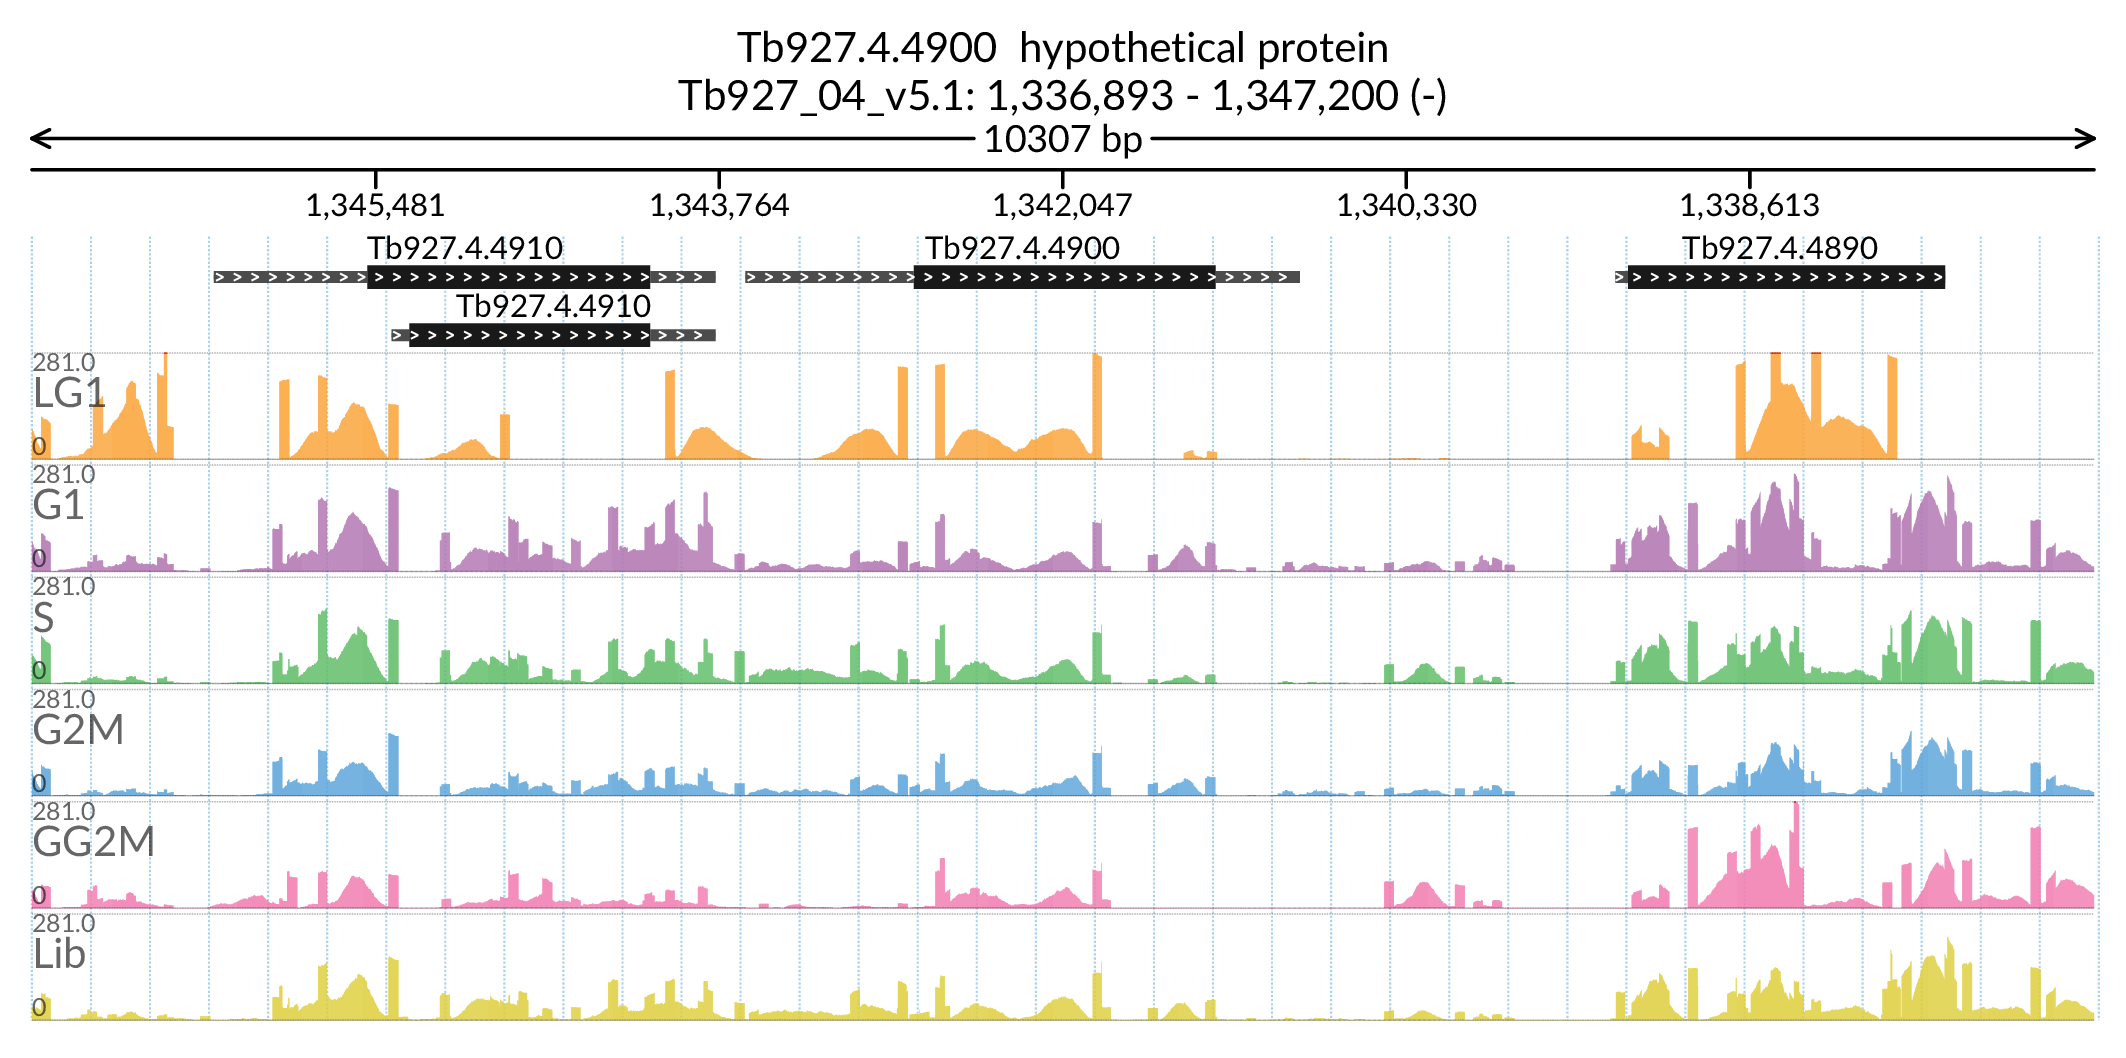 Tb927.4.4900 hypothetical protein
Tb927_04_v5.1: 1,336,893 - 1,347,200 (-)
10307 bp
1,345,481 1,343,764 1,342,047 1,340,330 1,338,613
Tb927.4.4910 Tb927.4.4900 Tb927.4.4890
Tb927.4.4910
281.0
LG1
0
281.0
G1
0
281.0
S
0
281.0
G2M
0
281.0
GG2M
0
281.0
Lib
0